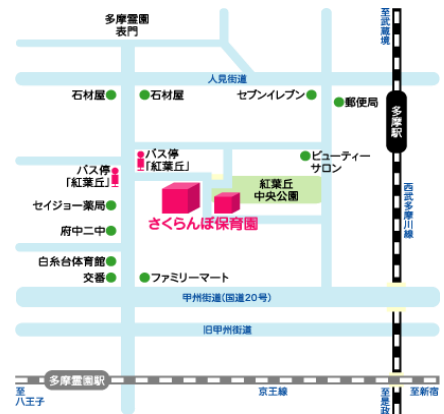 多摩霊園
表門
至武蔵境
人見街道
石材屋
石材屋
セブンイレブン
郵便局
多摩駅
バス停
「紅葉丘」
ビューティー
サロン
バス停
「紅葉丘」
紅葉丘
中央公園
セイジョー薬局
さくらんぼ保育園
西武多摩川線
府中二中
白糸台体育館
交番
ファミリーマート
甲州街道(国道20号)
旧甲州街道
多摩霊園駅
至
八王子
京王線
至是政
至新宿